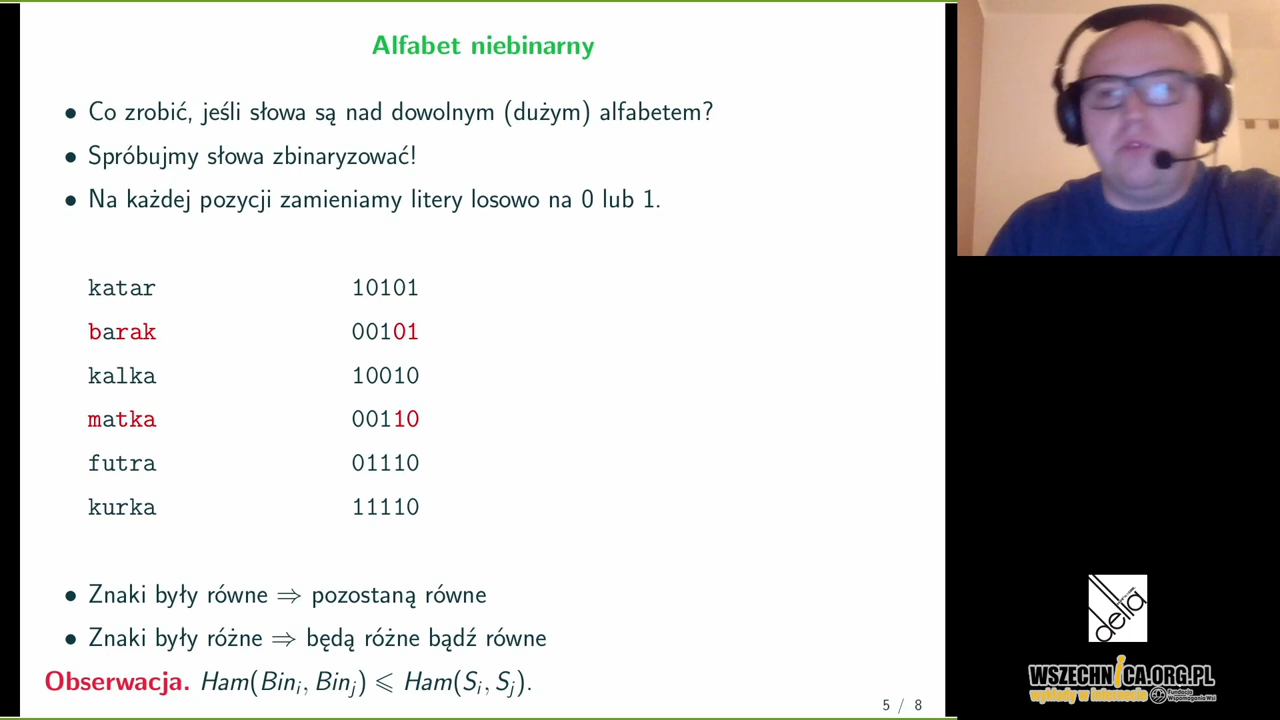 Alfabet niebinarny
• Co zrobić, jeśli słowa są nad dowolnym (dużym) alfabetem?
• Spróbujmy słowa zbinaryzować!
• Na każdej pozycji zamieniamy litery losowo na 0 lub 1.
katar 10101
barak 00101
kalka 10010
matka 00110
futra 01110
kurka 11110
• Znaki były równe ⇒ pozostaną równe
• Znaki były różne ⇒ będą różne bądź równe
Obserwacja. Ham(Bin_i, Bin_j) ⩽ Ham(S_i, S_j).
5 / 8
delta
WSZECHNICA.ORG.PL
wykłady w internecie